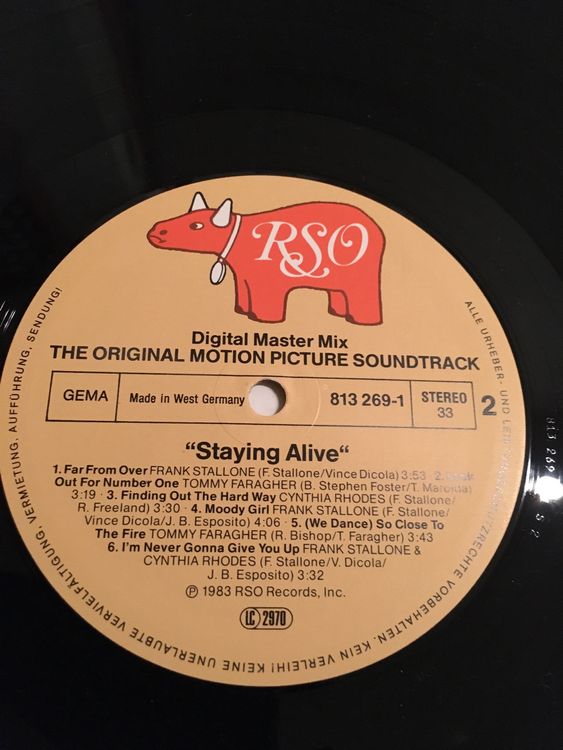 RSO
Digital Master Mix
THE ORIGINAL MOTION PICTURE SOUNDTRACK
GEMA
Made in West Germany
813 269-1
STEREO
33
2
“Staying Alive“
1. Far From Over FRANK STALLONE (F. Stallone/Vince Dicola) 3:53 · 2. Look
Out For Number One TOMMY FARAGHER (B. Stephen Foster/T. Marolda)
3:19 · 3. Finding Out The Hard Way CYNTHIA RHODES (F. Stallone/
R. Freeland) 3:30 · 4. Moody Girl FRANK STALLONE (F. Stallone/
Vince Dicola/J. B. Esposito) 4:06 · 5. (We Dance) So Close To
The Fire TOMMY FARAGHER (R. Bishop/T. Faragher) 3:43
6. I'm Never Gonna Give You Up FRANK STALLONE &
CYNTHIA RHODES (F. Stallone/V. Dicola/
J. B. Esposito) 3:32
℗ 1983 RSO Records, Inc.
LC 2970
ALLE URHEBER- UND LEISTUNGSSCHUTZRECHTE VORBEHALTEN. KEIN VERLEIH! KEINE UNERLAUBTE VERVIELFÄLTIGUNG, VERMIETUNG, AUFFÜHRUNG, SENDUNG!
813 269 S 2